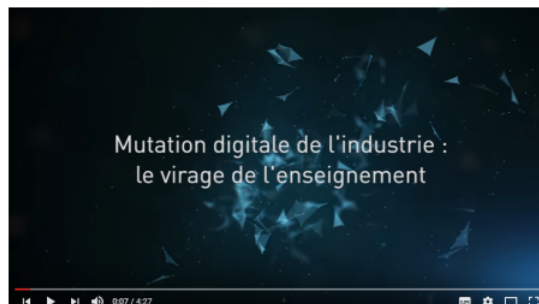 Mutation digitale de l'industrie :
le virage de l'enseignement
0:07 / 4:27